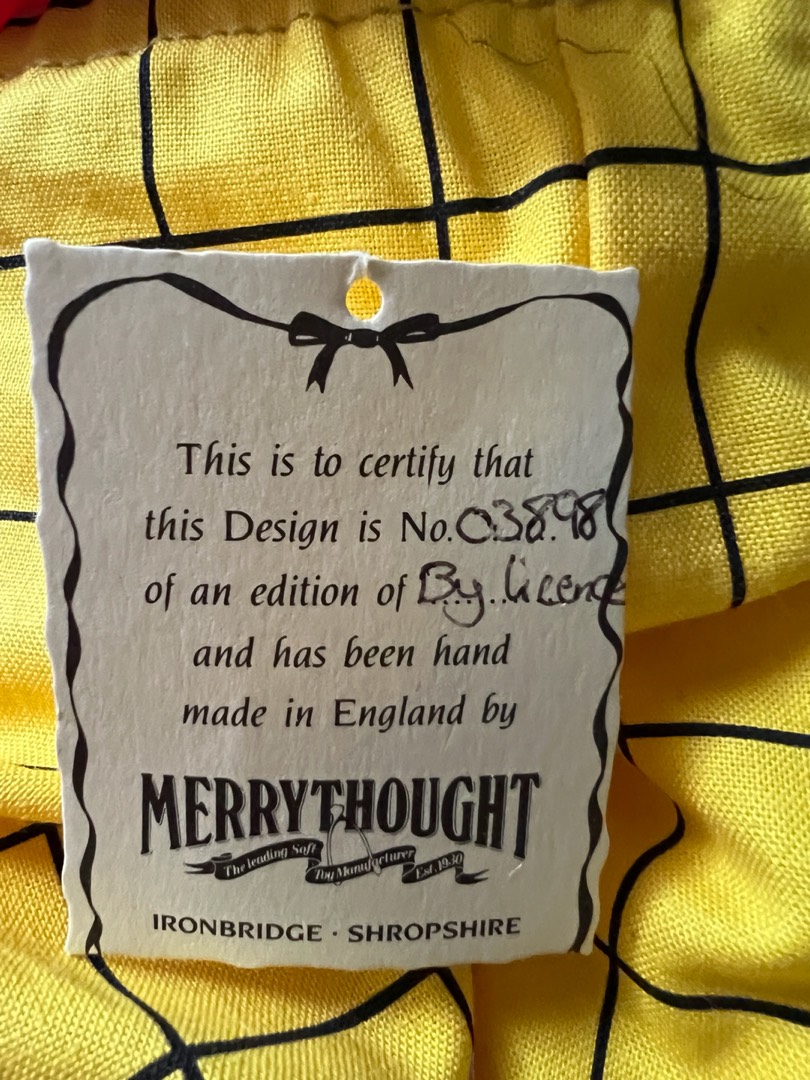 This is to certify that
this Design is No. 03898
of an edition of By licence
and has been hand
made in England by
MERRYTHOUGHT
The leading Soft Toy Manufacturer Est. 1930
IRONBRIDGE · SHROPSHIRE